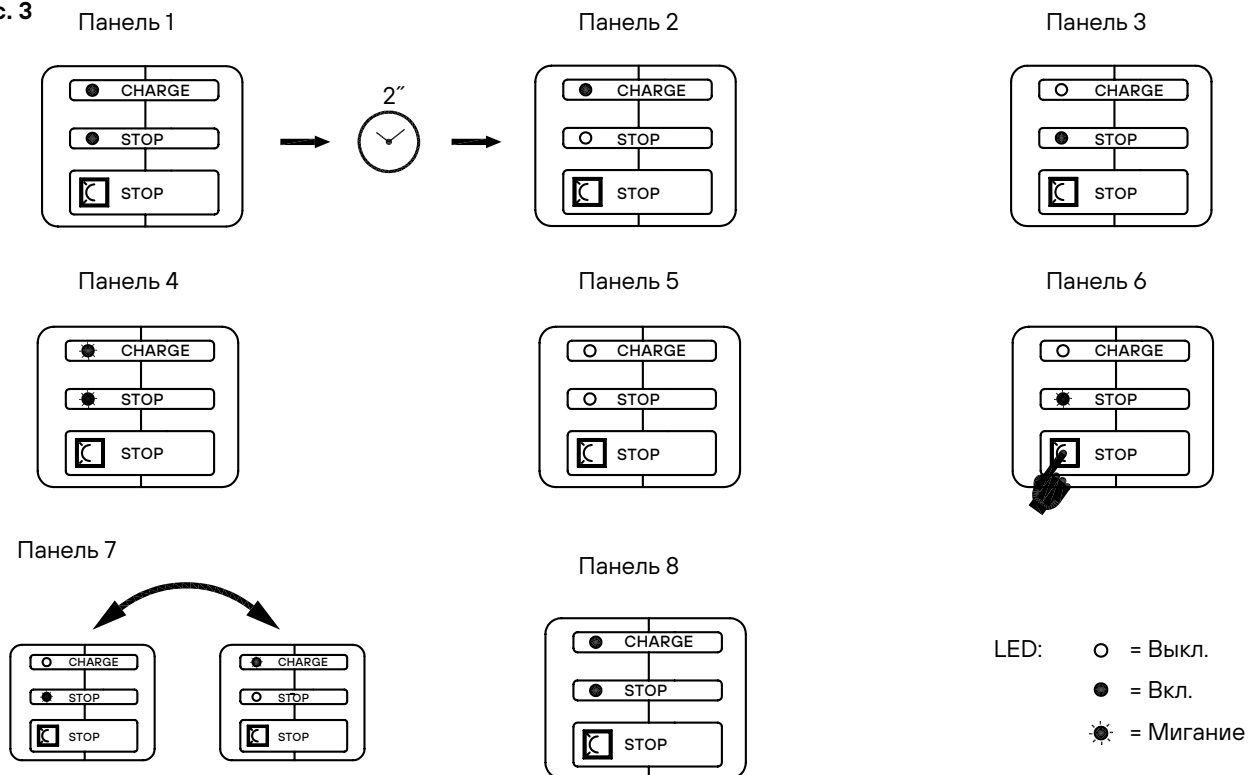 с. 3
Панель 1
Панель 2
Панель 3
CHARGE
STOP
STOP
2″
CHARGE
STOP
STOP
CHARGE
STOP
STOP
Панель 4
Панель 5
Панель 6
CHARGE
STOP
STOP
CHARGE
STOP
STOP
CHARGE
STOP
STOP
Панель 7
Панель 8
CHARGE
STOP
STOP
CHARGE
STOP
STOP
CHARGE
STOP
STOP
LED:
= Выкл.
= Вкл.
= Мигание